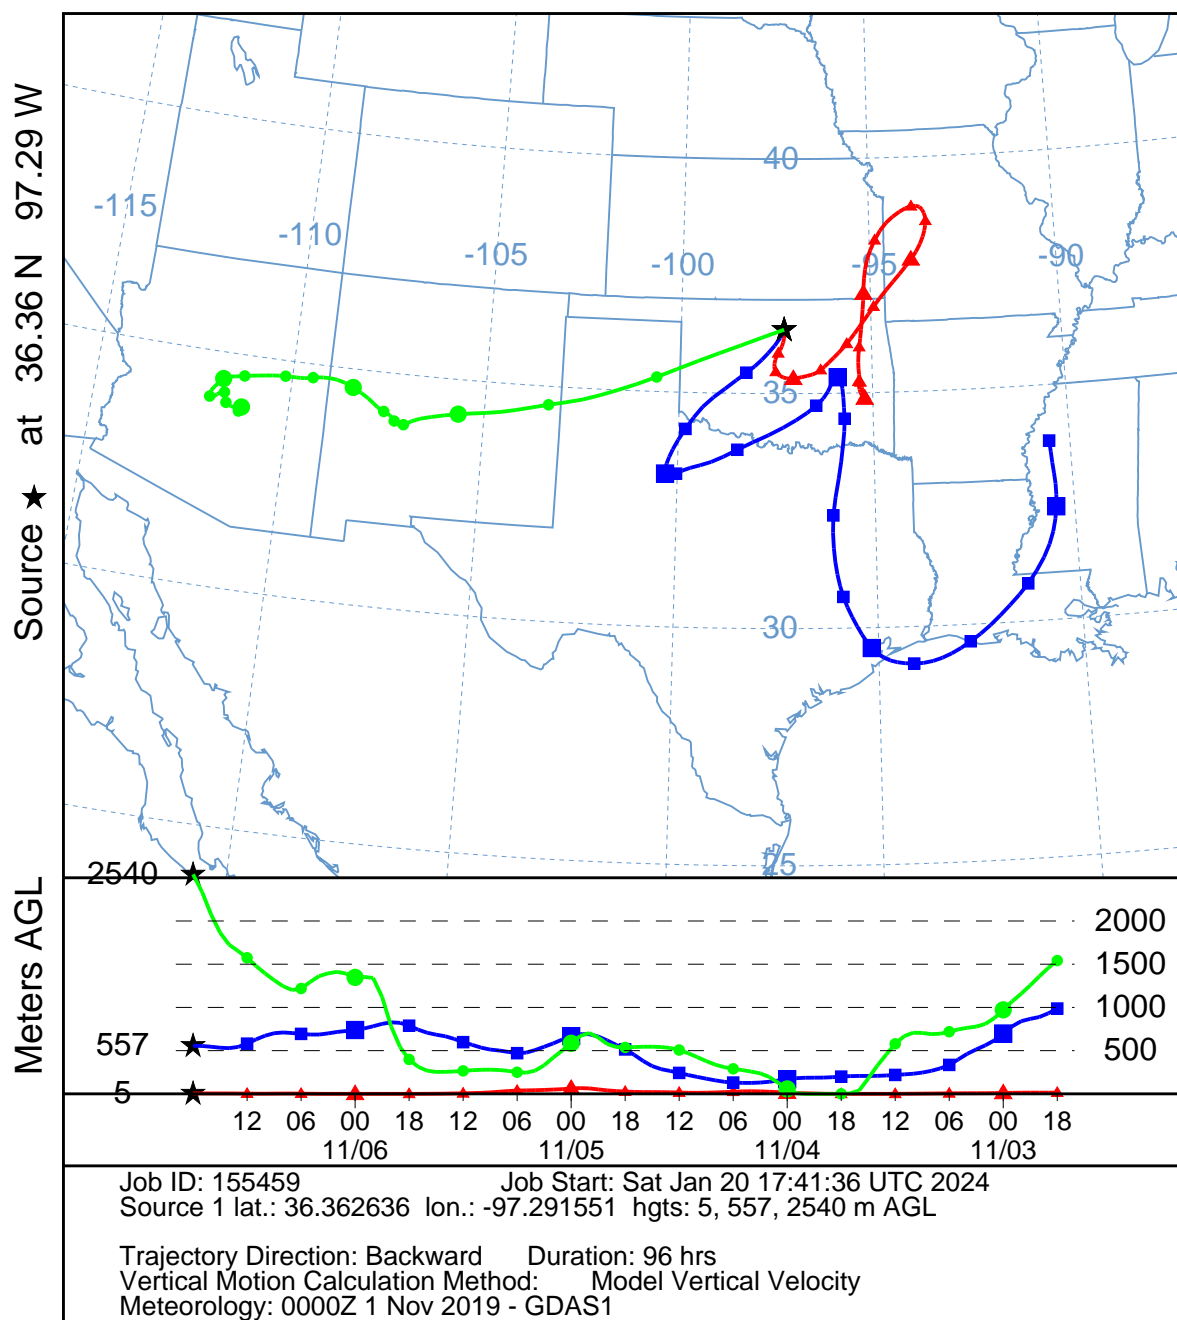 Source ★ at 36.36 N 97.29 W
40
-115
-110
-105
-100
-95
-90
35
30
25
Meters AGL
2540
2000
1500
1000
557
500
5
12 06 00 18 12 06 00 18 12 06 00 18 12 06 00 18
11/06 11/05 11/04 11/03
Job ID: 155459 Job Start: Sat Jan 20 17:41:36 UTC 2024
Source 1 lat.: 36.362636 lon.: -97.291551 hgts: 5, 557, 2540 m AGL
Trajectory Direction: Backward Duration: 96 hrs
Vertical Motion Calculation Method: Model Vertical Velocity
Meteorology: 0000Z 1 Nov 2019 - GDAS1